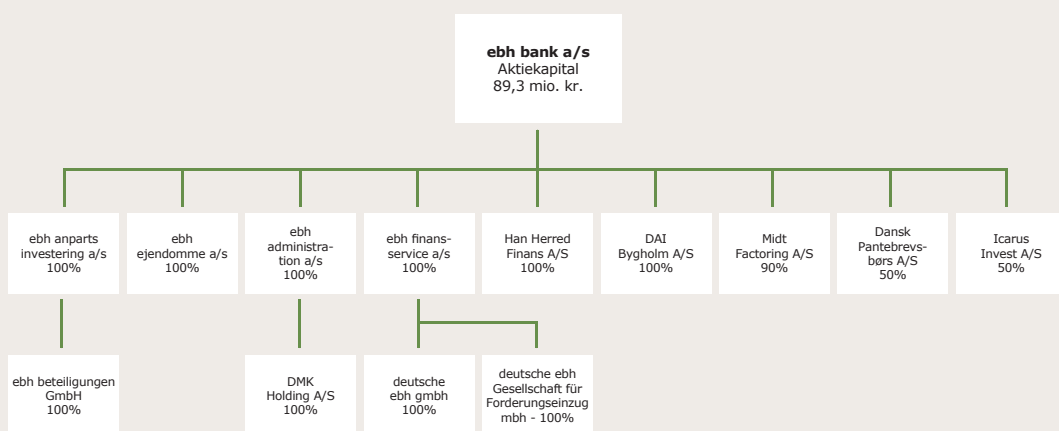 ebh bank a/s
Aktiekapital
89,3 mio. kr.
ebh anparts
investering a/s
100%
ebh
ejendomme a/s
100%
ebh
administra-
tion a/s
100%
ebh finans-
service a/s
100%
Han Herred
Finans A/S
100%
DAI
Bygholm A/S
100%
Midt
Factoring A/S
90%
Dansk
Pantebrevs-
børs A/S
50%
Icarus
Invest A/S
50%
ebh beteiligungen
GmbH
100%
DMK
Holding A/S
100%
deutsche
ebh gmbh
100%
deutsche ebh
Gesellschaft für
Forderungseinzug
mbh - 100%